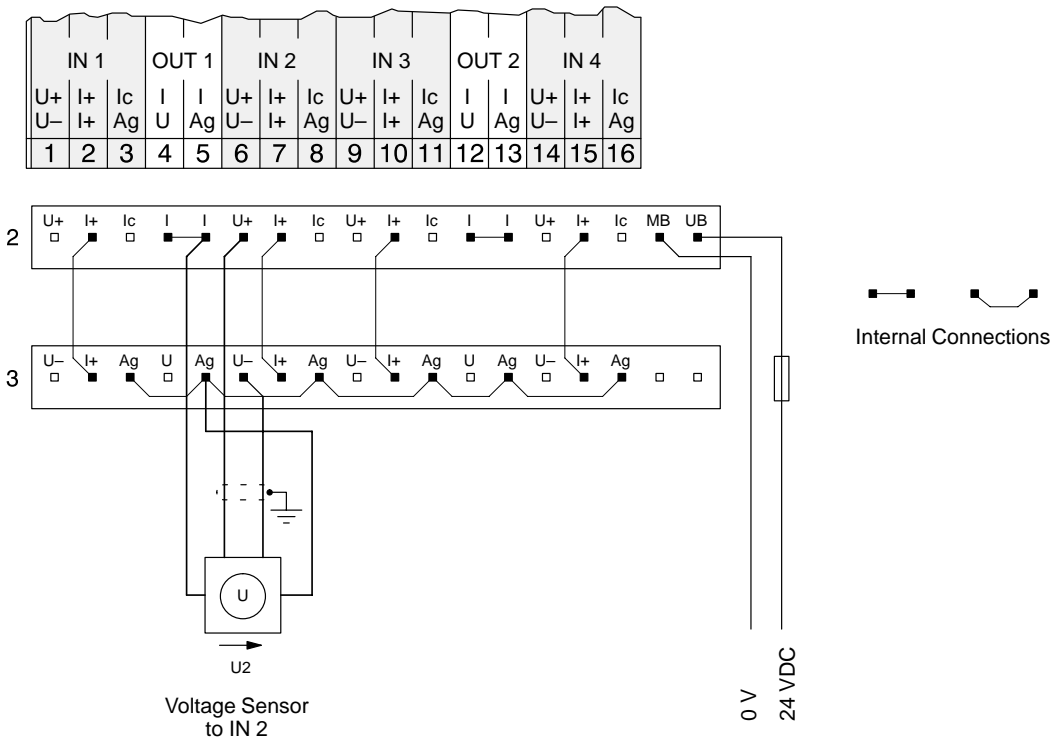 IN 1 OUT 1 IN 2 IN 3 OUT 2 IN 4
U+ I+ Ic I I U+ I+ Ic U+ I+ Ic I I U+ I+ Ic
U– I+ Ag U Ag U– I+ Ag U– I+ Ag U Ag U– I+ Ag
1 2 3 4 5 6 7 8 9 10 11 12 13 14 15 16
U+ I+ Ic I I U+ I+ Ic U+ I+ Ic I I U+ I+ Ic MB UB
2
Internal Connections
U– I+ Ag U Ag U– I+ Ag U– I+ Ag U Ag U– I+ Ag
3
U
U2
Voltage Sensor
to IN 2
0 V
24 VDC